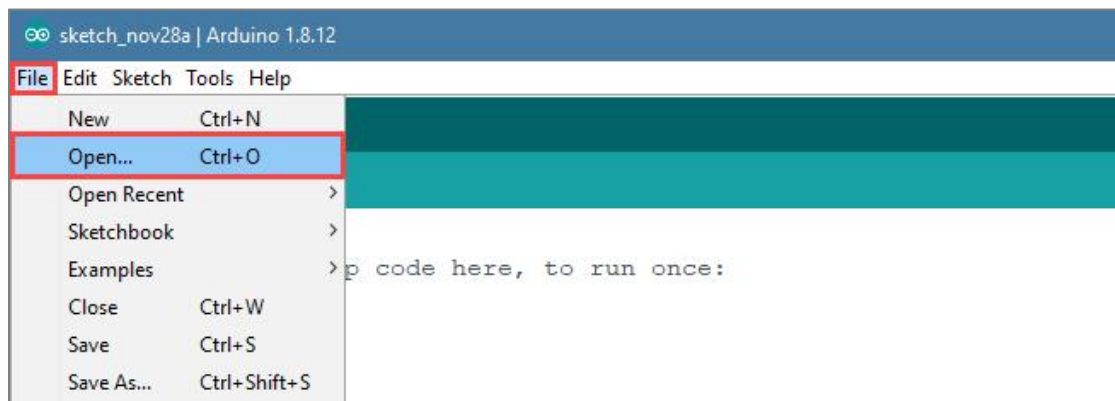 sketch_nov28a | Arduino 1.8.12
File Edit Sketch Tools Help
New Ctrl+N
Open... Ctrl+O
Open Recent >
Sketchbook >
Examples >
p code here, to run once:
Close Ctrl+W
Save Ctrl+S
Save As... Ctrl+Shift+S